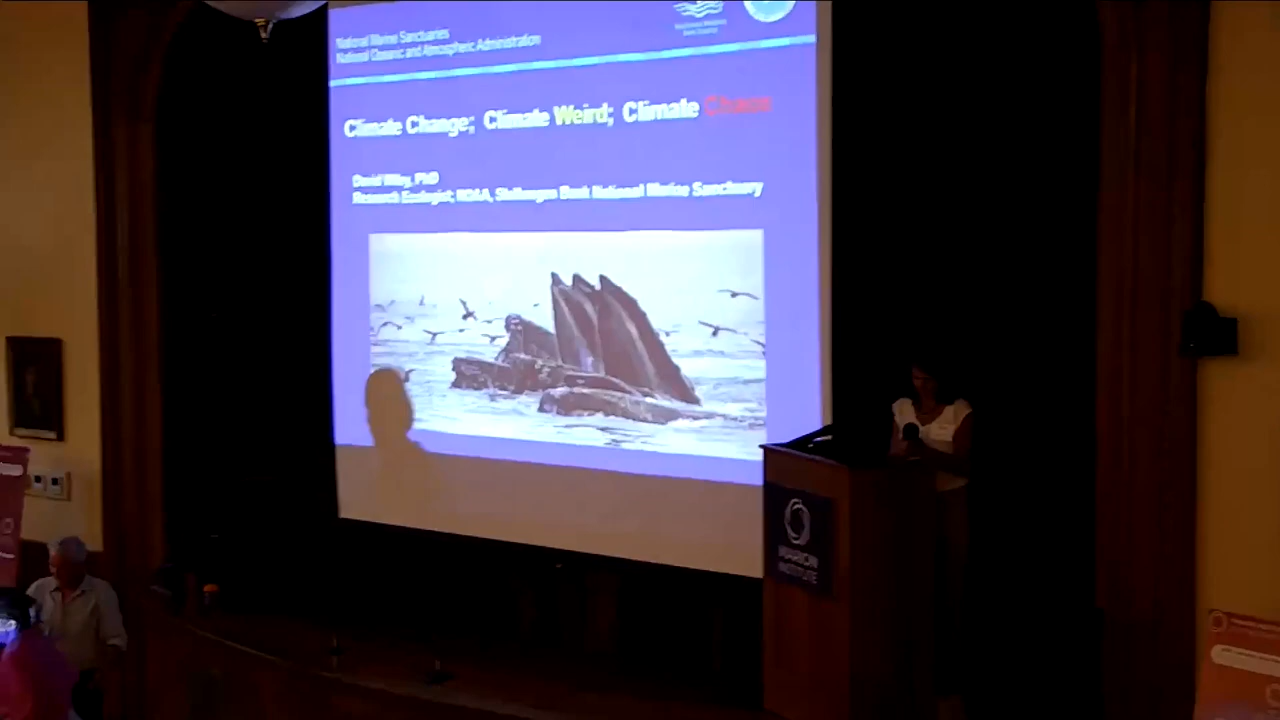 National Marine Sanctuaries
National Oceanic and Atmospheric Administration
Climate Change; Climate Weird; Climate Chaos
David Wiley, PhD
Research Ecologist; NOAA, Stellwagen Bank National Marine Sanctuary
MARION
INSTITUTE